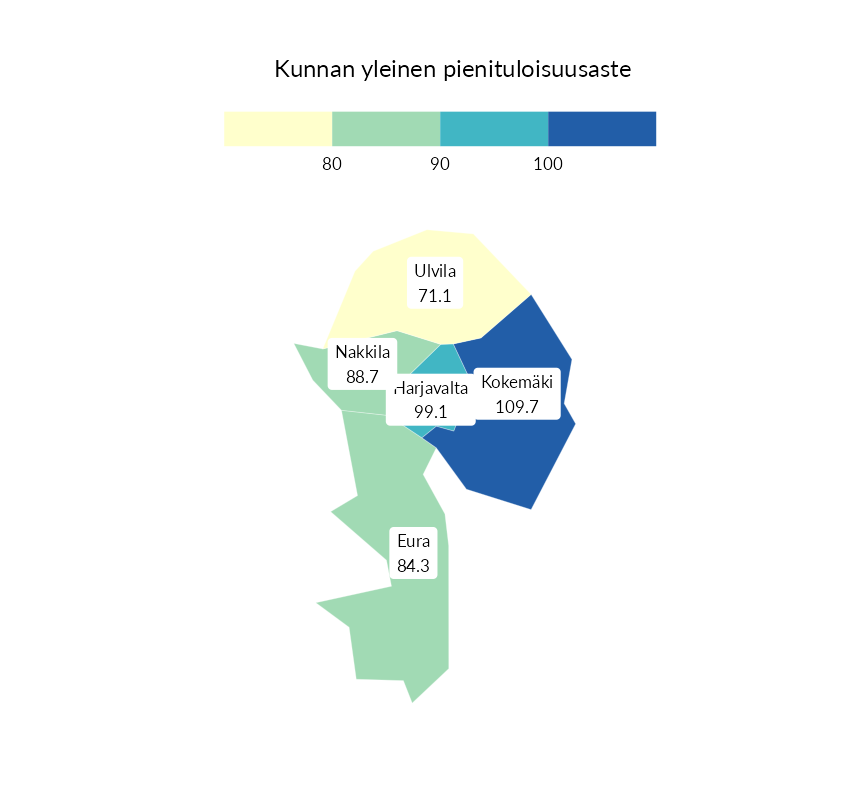 Kunnan yleinen pienituloisuusaste
80 90 100
Ulvila
71.1
Nakkila
88.7
Harjavalta
99.1
Kokemäki
109.7
Eura
84.3